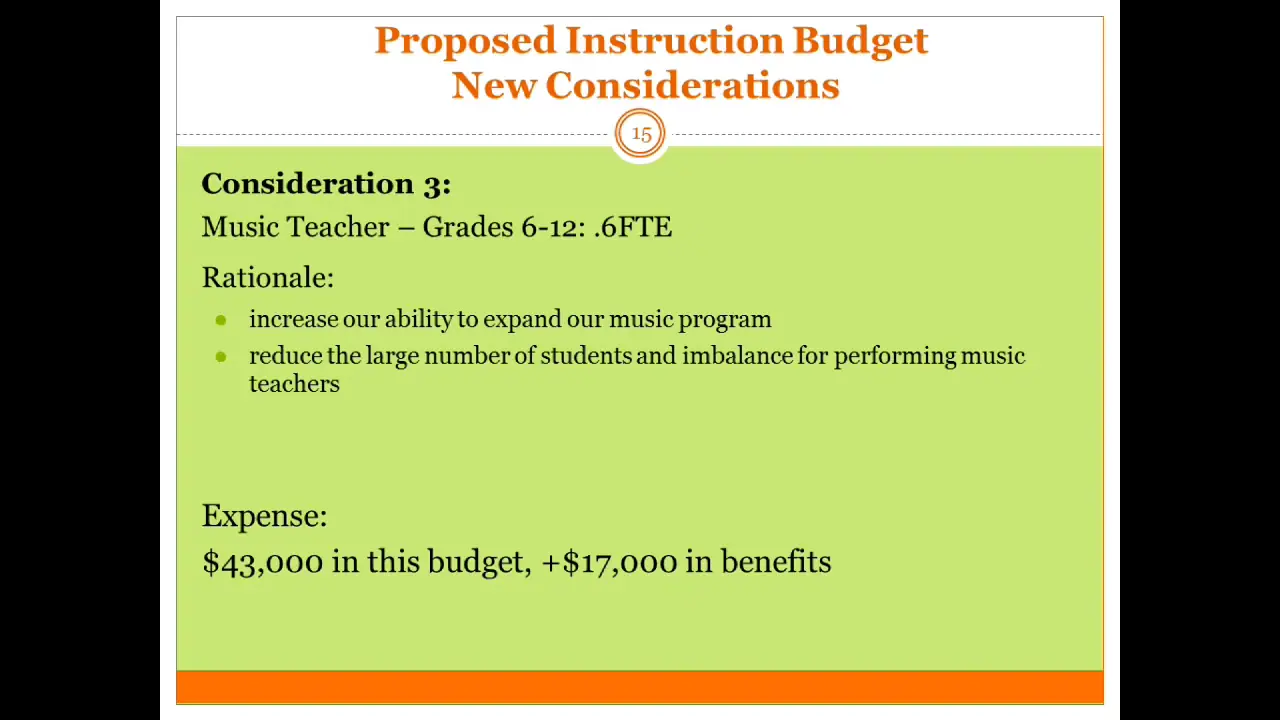 Proposed Instruction Budget
New Considerations
15
Consideration 3:
Music Teacher – Grades 6-12: .6FTE
Rationale:
● increase our ability to expand our music program
● reduce the large number of students and imbalance for performing music
teachers
Expense:
$43,000 in this budget, +$17,000 in benefits